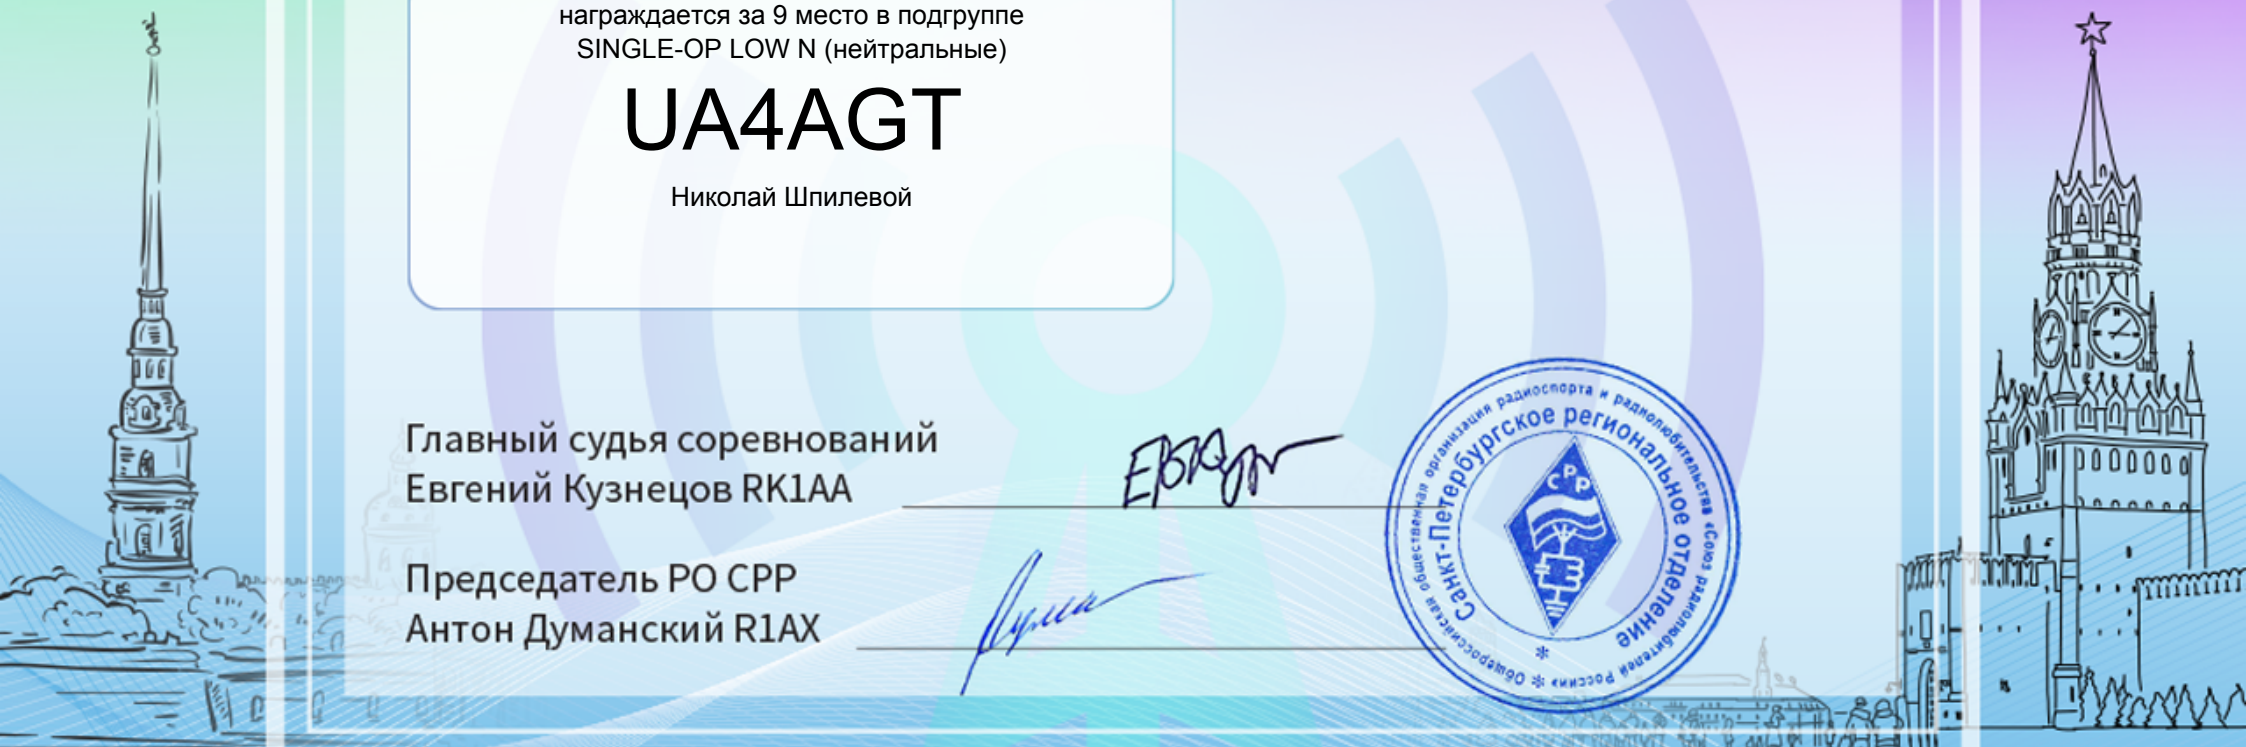 награждается за 9 место в подгруппе
SINGLE-OP LOW N (нейтральные)
UA4AGT
Николай Шпилевой
Главный судья соревнований
Евгений Кузнецов RK1AA
Председатель РО СРР
Антон Думанский R1AX
Общероссийская общественная организация радиоспорта и радиолюбительства «Союз радиолюбителей России»
Санкт-Петербургское региональное отделение
СРР